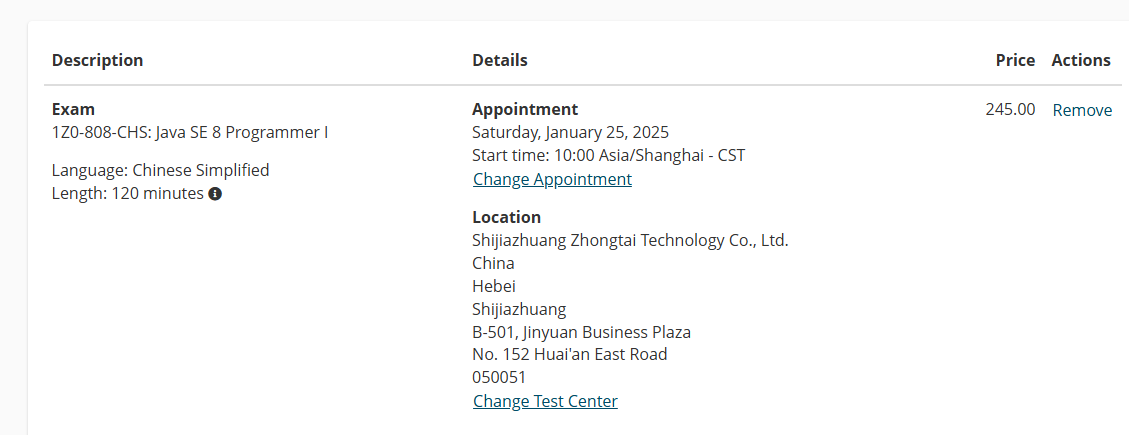 Description Details Price Actions
Exam Appointment 245.00 Remove
1Z0-808-CHS: Java SE 8 Programmer I Saturday, January 25, 2025
Start time: 10:00 Asia/Shanghai - CST
Language: Chinese Simplified Change Appointment
Length: 120 minutes
Location
Shijiazhuang Zhongtai Technology Co., Ltd.
China
Hebei
Shijiazhuang
B-501, Jinyuan Business Plaza
No. 152 Huai'an East Road
050051
Change Test Center